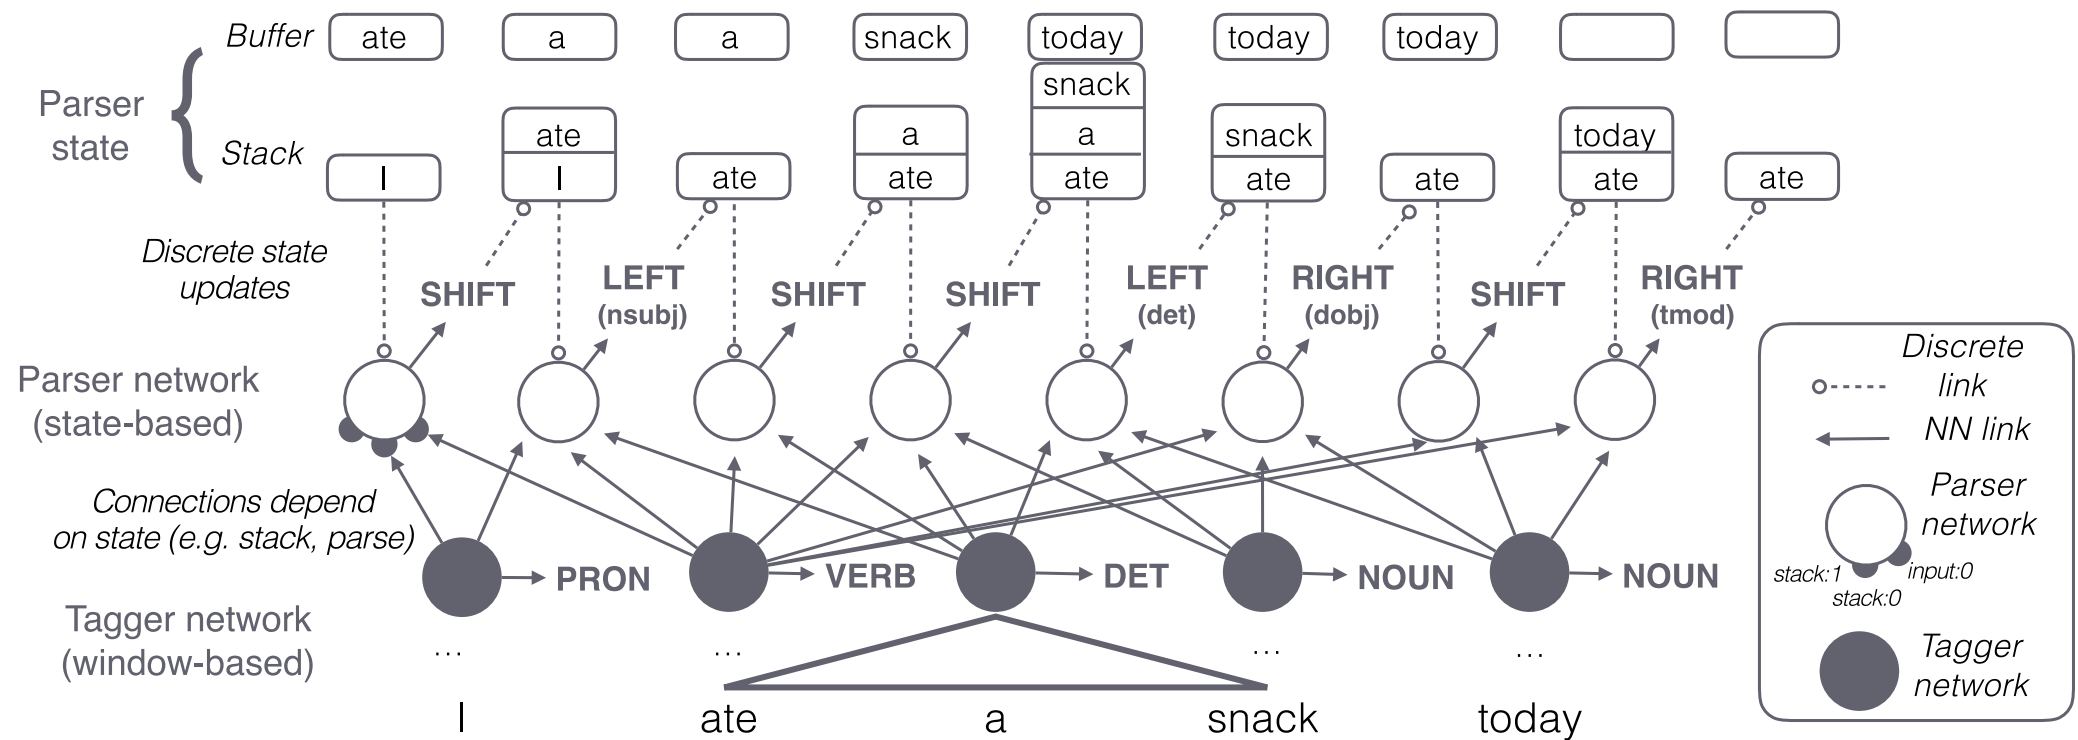 Buffer
ate
a
a
snack
today
today
today
Parser
state
Stack
I
ate
I
ate
a
ate
snack
a
ate
snack
ate
ate
today
ate
ate
Discrete state
updates
SHIFT
LEFT
(nsubj)
SHIFT
SHIFT
LEFT
(det)
RIGHT
(dobj)
SHIFT
RIGHT
(tmod)
Parser network
(state-based)
Connections depend
on state (e.g. stack, parse)
PRON
VERB
DET
NOUN
NOUN
Tagger network
(window-based)
...
...
...
...
I
ate
a
snack
today
Discrete
link
NN link
Parser
network
stack:1
input:0
stack:0
Tagger
network